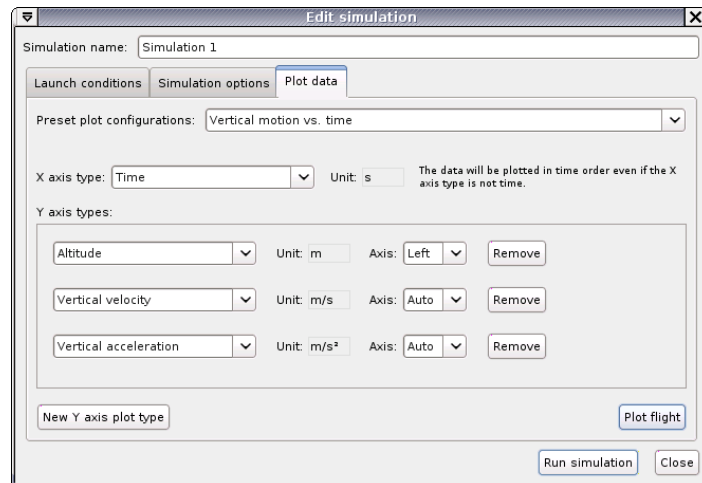 Edit simulation
Simulation name: Simulation 1
Launch conditions Simulation options Plot data
Preset plot configurations: Vertical motion vs. time
X axis type: Time Unit: s The data will be plotted in time order even if the X
axis type is not time.
Y axis types:
Altitude Unit: m Axis: Left Remove
Vertical velocity Unit: m/s Axis: Auto Remove
Vertical acceleration Unit: m/s² Axis: Auto Remove
New Y axis plot type Plot flight
Run simulation Close